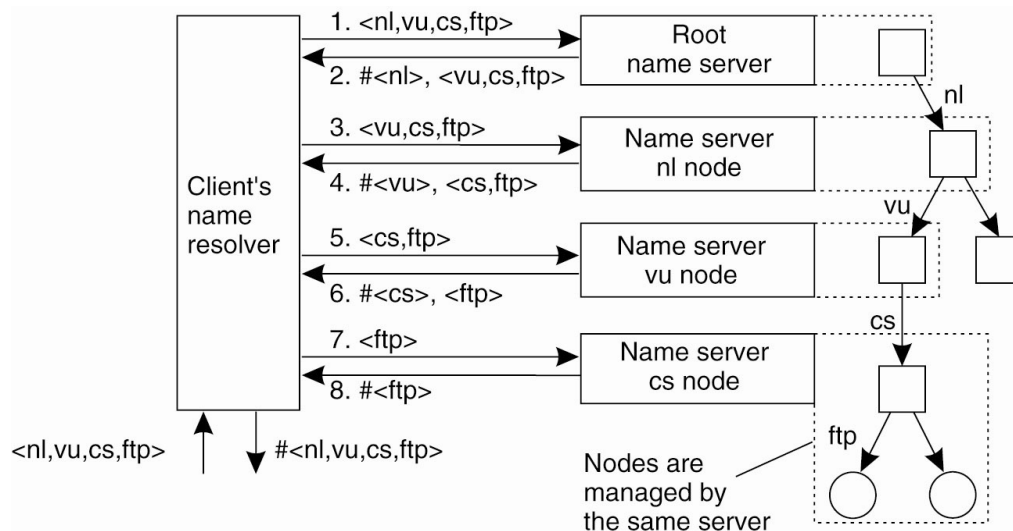 1. <nl,vu,cs,ftp>
2. #<nl>, <vu,cs,ftp>
Root
name server
nl
3. <vu,cs,ftp>
4. #<vu>, <cs,ftp>
Name server
nl node
vu
Client's
name
resolver
5. <cs,ftp>
6. #<cs>, <ftp>
Name server
vu node
cs
7. <ftp>
8. #<ftp>
Name server
cs node
ftp
<nl,vu,cs,ftp>
#<nl,vu,cs,ftp>
Nodes are
managed by
the same server